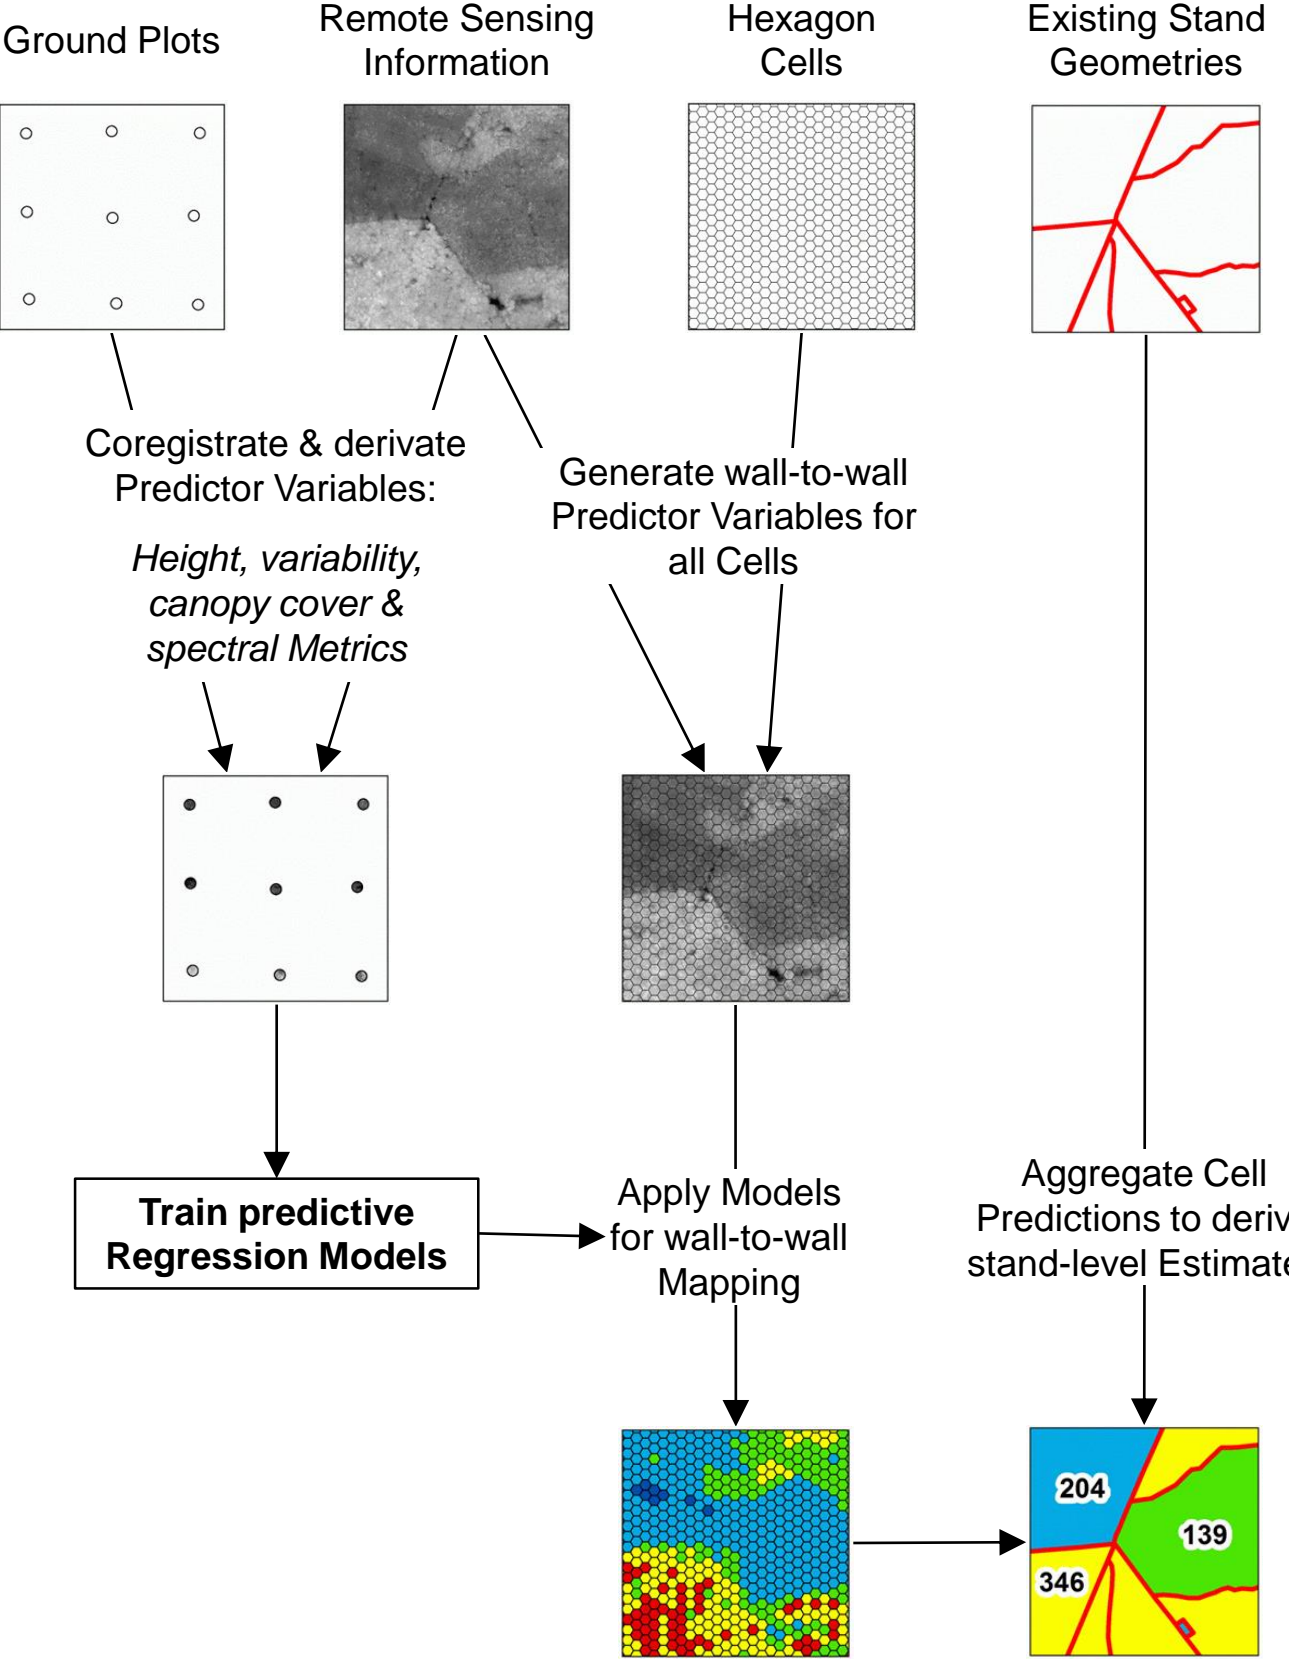 Ground Plots
Remote Sensing
Information
Hexagon
Cells
Existing Stand
Geometries
Coregistrate & derivate
Predictor Variables:
Height, variability,
canopy cover &
spectral Metrics
Generate wall-to-wall
Predictor Variables for
all Cells
Train predictive
Regression Models
Apply Models
for wall-to-wall
Mapping
Aggregate Cell
Predictions to deriv
stand-level Estimate
204
139
346